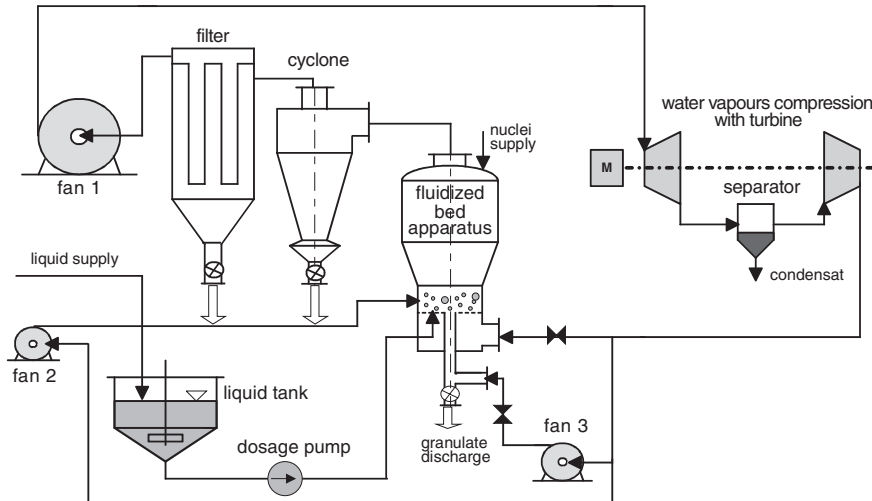 filter
cyclone
nuclei
supply
water vapours compression
with turbine
M
fan 1
separator
fluidized
bed
apparatus
liquid supply
condensat
fan 2
liquid tank
dosage pump
granulate
discharge
fan 3